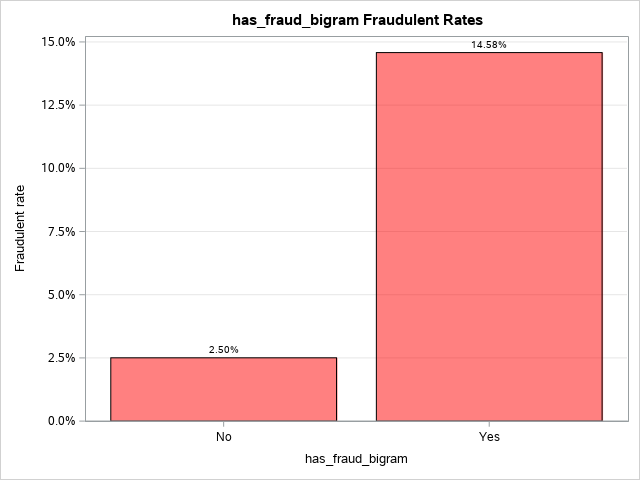 has_fraud_bigram Fraudulent Rates
15.0%
14.58%
12.5%
10.0%
7.5%
Fraudulent rate
5.0%
2.50%
2.5%
0.0%
No
Yes
has_fraud_bigram